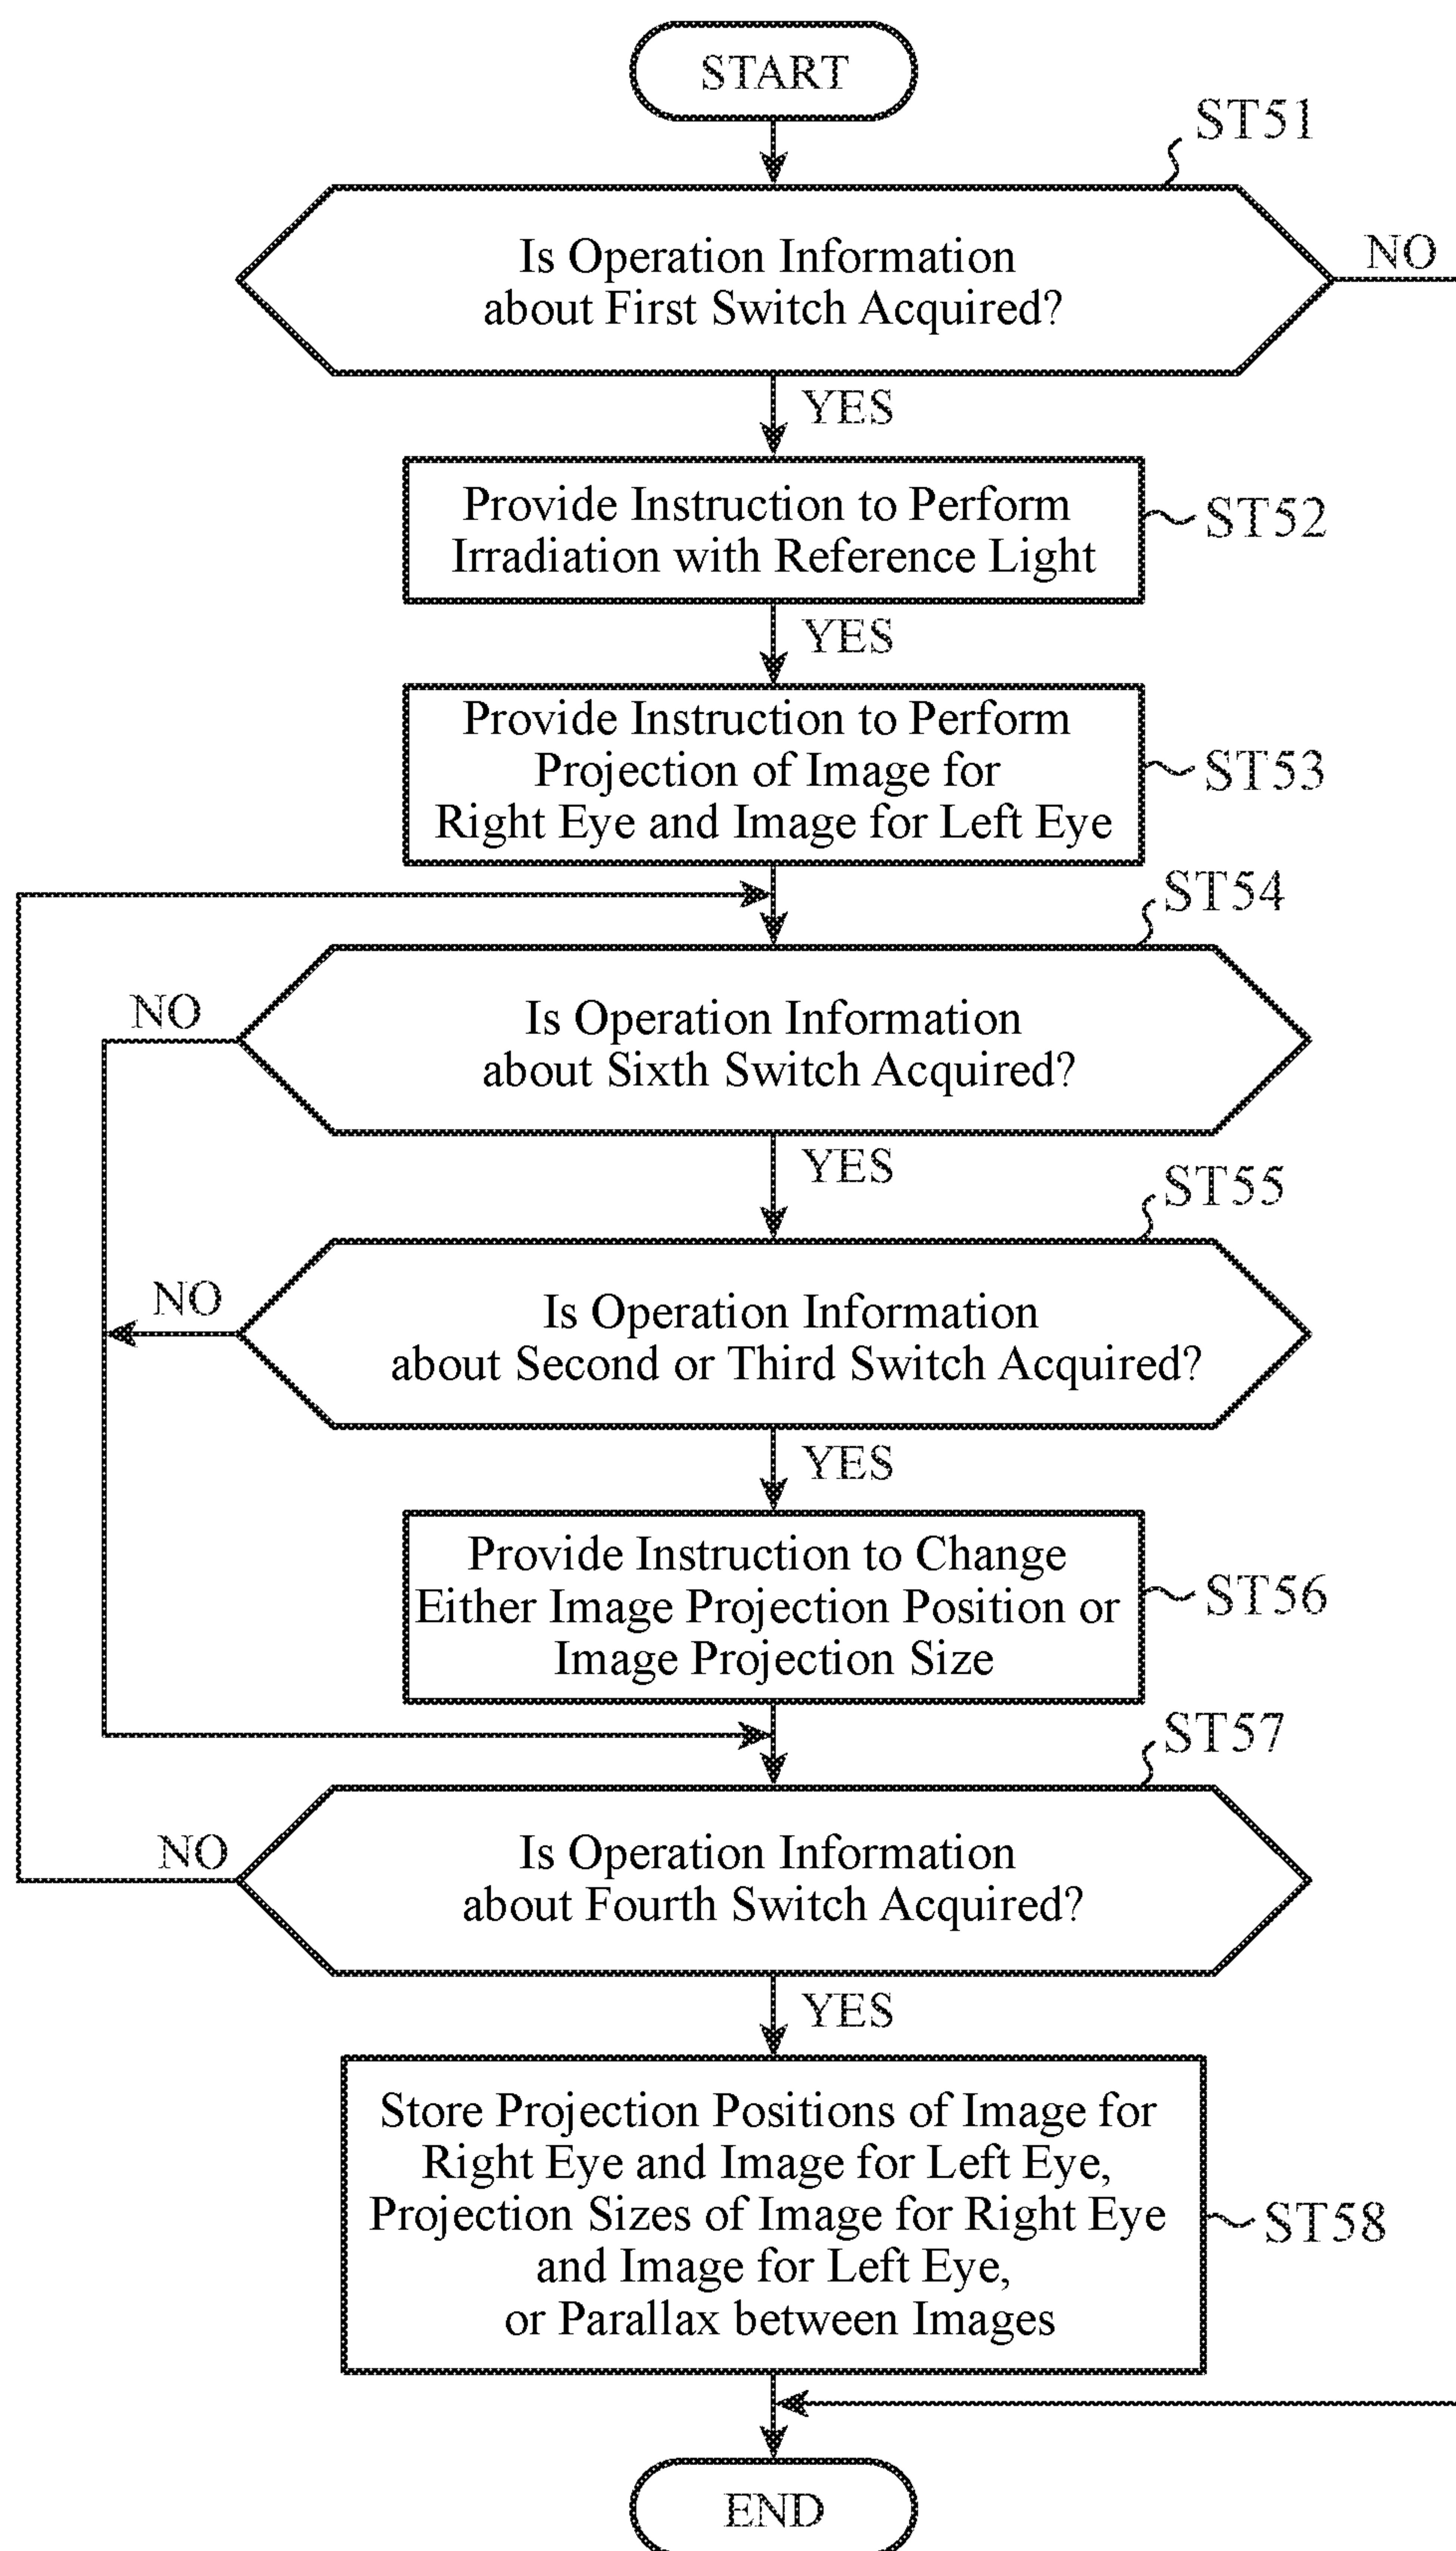 START
ST51
Is Operation Information
about First Switch Acquired?
NO
YES
Provide Instruction to Perform
Irradiation with Reference Light
ST52
YES
Provide Instruction to Perform
Projection of Image for
Right Eye and Image for Left Eye
ST53
ST54
NO
Is Operation Information
about Sixth Switch Acquired?
YES
ST55
NO
Is Operation Information
about Second or Third Switch Acquired?
YES
Provide Instruction to Change
Either Image Projection Position or
Image Projection Size
ST56
ST57
NO
Is Operation Information
about Fourth Switch Acquired?
YES
Store Projection Positions of Image for
Right Eye and Image for Left Eye,
Projection Sizes of Image for Right Eye
and Image for Left Eye,
or Parallax between Images
ST58
END